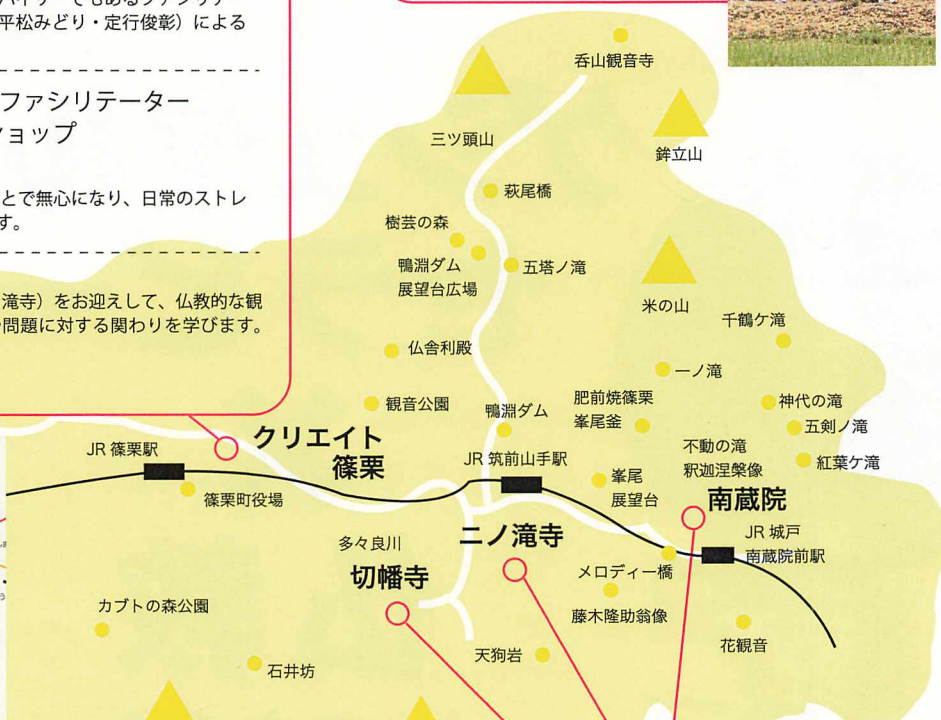 平松みどり・定行俊彰）による
ファシリテーター
ョップ
とで無心になり、日常のストレ
す。
滝寺）をお迎えして、仏教的な観
問題に対する関わりを学びます。
呑山観音寺
三ツ頭山
鉾立山
萩尾橋
樹芸の森
鴨淵ダム
展望台広場
五塔ノ滝
米の山
千鶴ケ滝
仏舎利殿
一ノ滝
観音公園
鴨淵ダム
肥前焼篠栗
峯尾釜
神代の滝
五剣ノ滝
紅葉ケ滝
不動の滝
釈迦涅槃像
JR 篠栗駅
クリエイト
篠栗
JR 筑前山手駅
峯尾
展望台
南蔵院
篠栗町役場
多々良川
二ノ滝寺
JR 城戸
南蔵院前駅
切幡寺
メロディー橋
カブトの森公園
藤木隆助翁像
花観音
天狗岩
石井坊